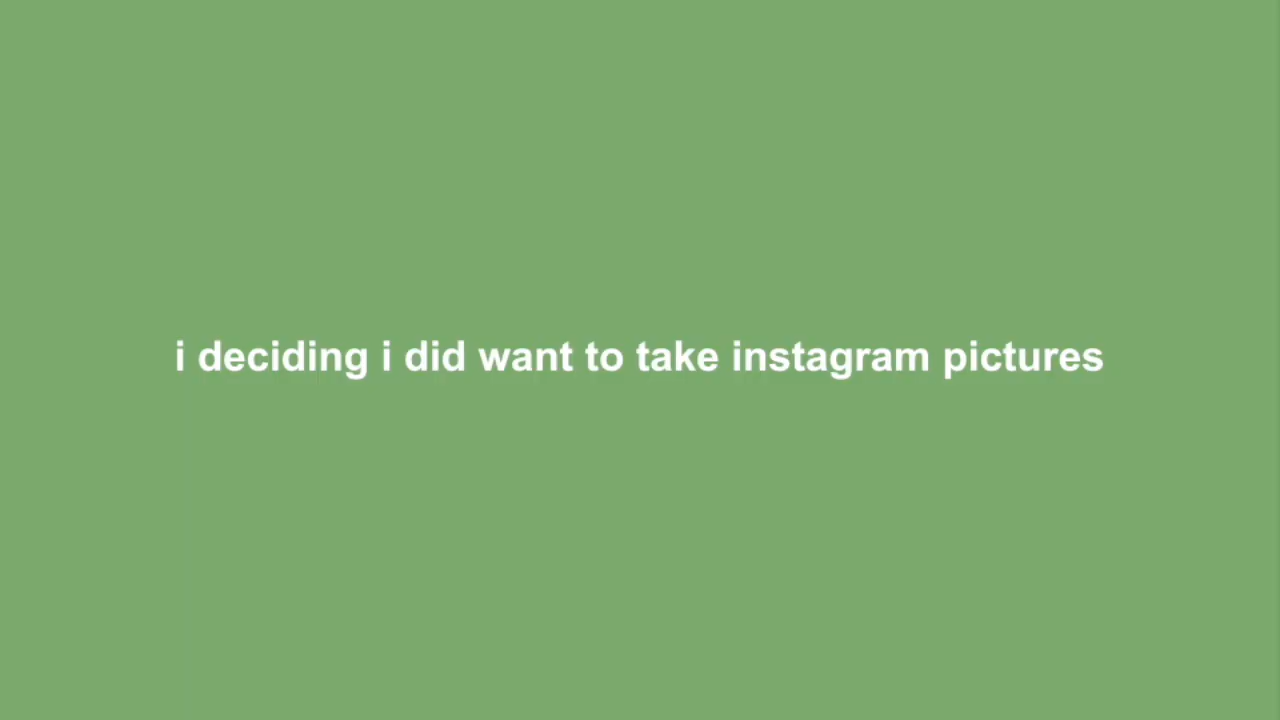 i deciding i did want to take instagram pictures